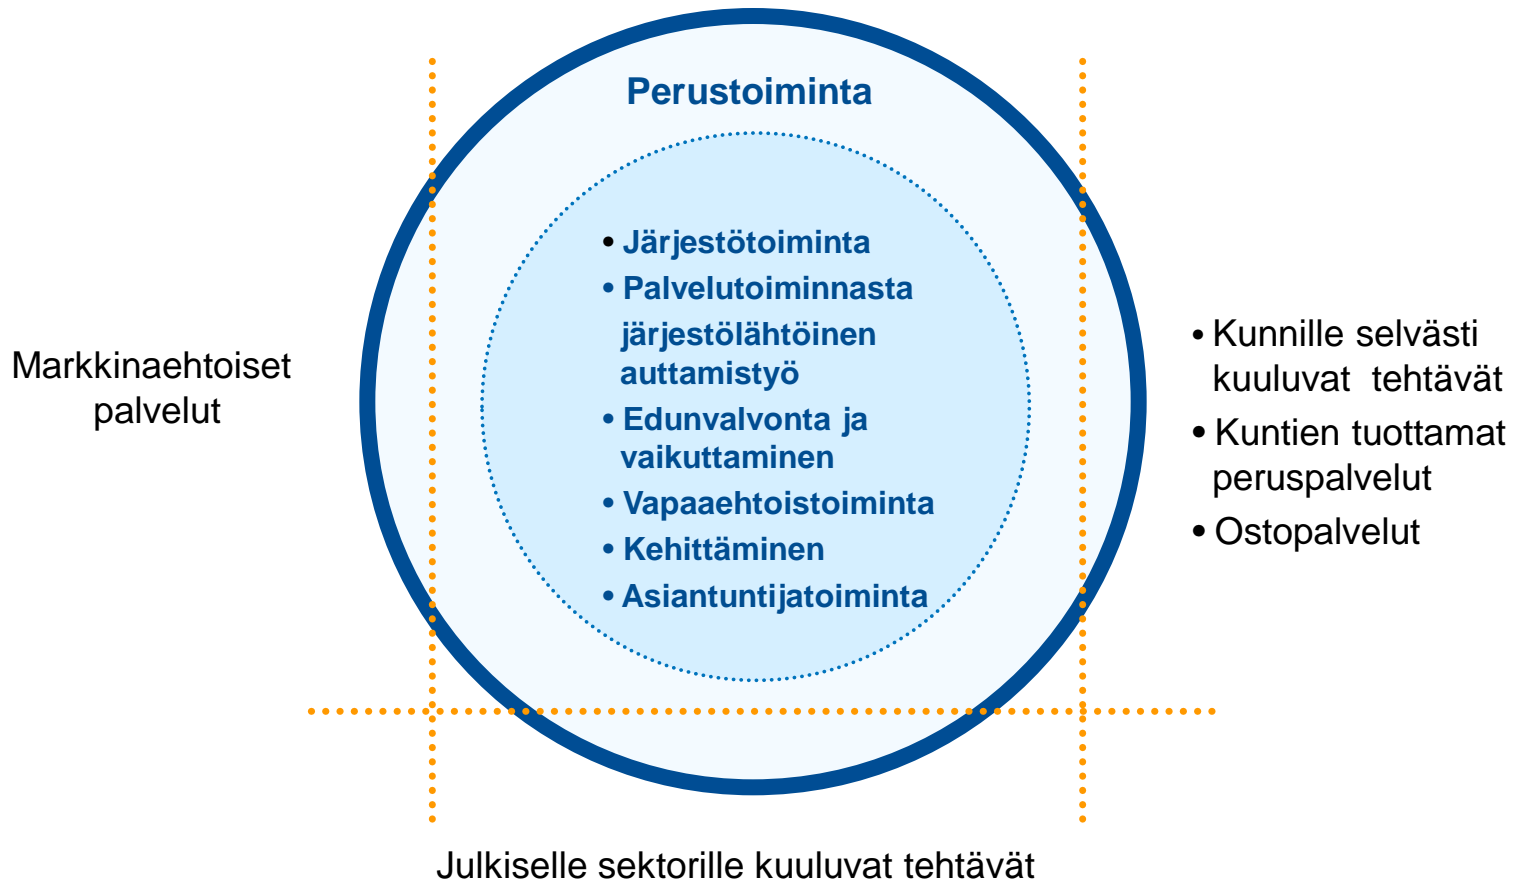 Perustoiminta
• Järjestötoiminta
• Palvelutoiminnasta
järjestölähtöinen
auttamistyö
• Edunvalvonta ja
vaikuttaminen
• Vapaaehtoistoiminta
• Kehittäminen
• Asiantuntijatoiminta
Markkinaehtoiset
palvelut
• Kunnille selvästi
kuuluvat tehtävät
• Kuntien tuottamat
peruspalvelut
• Ostopalvelut
Julkiselle sektorille kuuluvat tehtävät